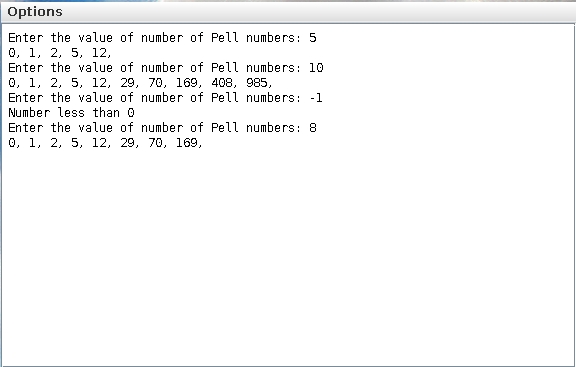 Options
Enter the value of number of Pell numbers: 5
0, 1, 2, 5, 12,
Enter the value of number of Pell numbers: 10
0, 1, 2, 5, 12, 29, 70, 169, 408, 985,
Enter the value of number of Pell numbers: -1
Number less than 0
Enter the value of number of Pell numbers: 8
0, 1, 2, 5, 12, 29, 70, 169,